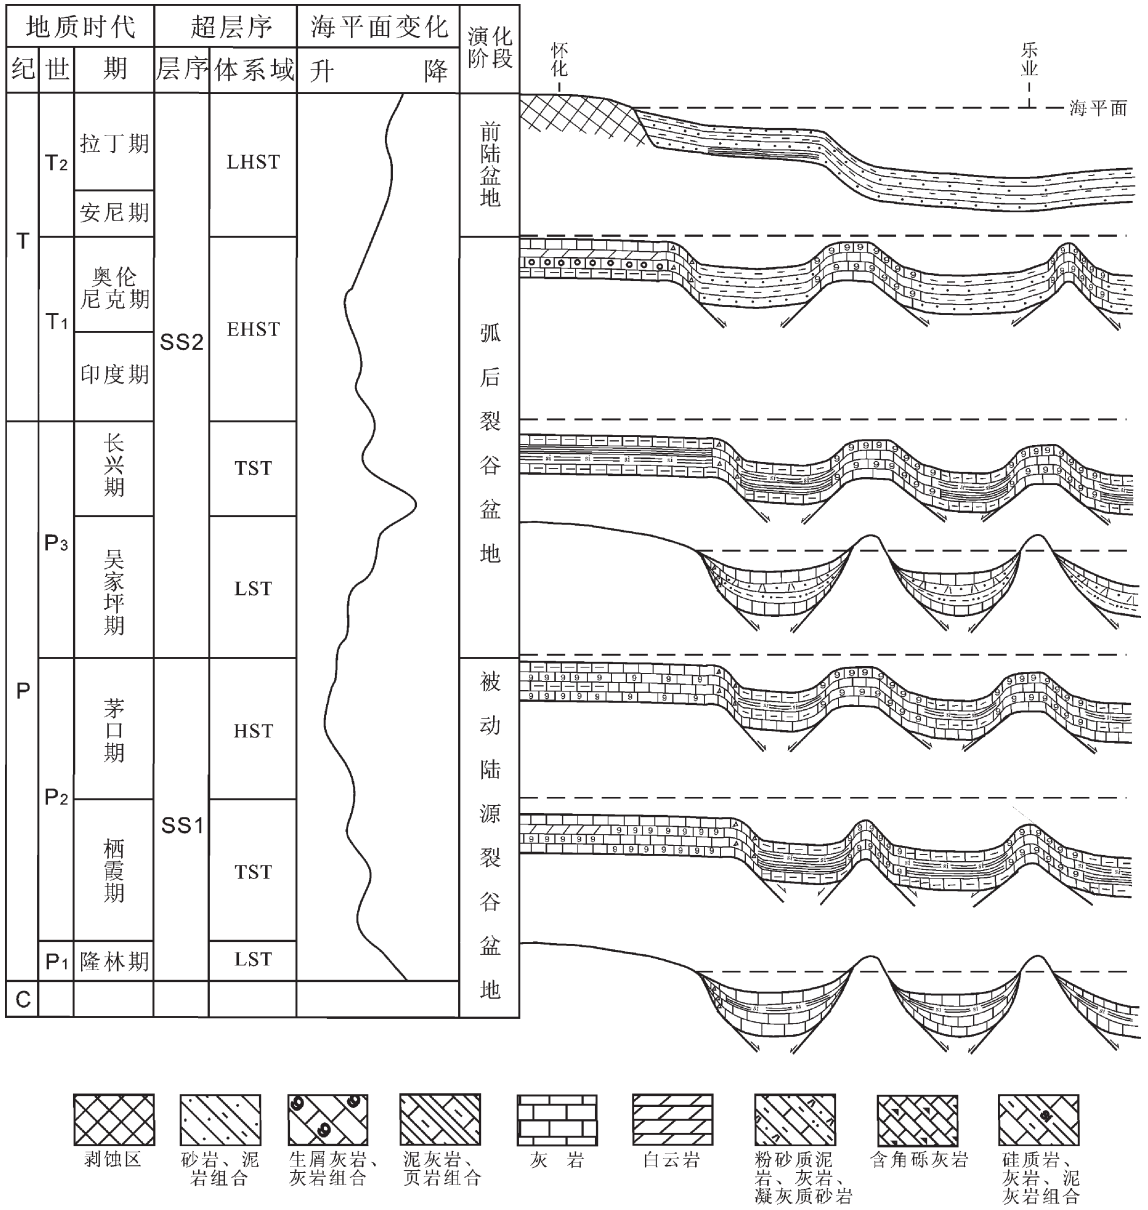 地质时代
超层序
海平面变化
演化
阶段
纪
世
期
层序
体系域
升
降
怀化
乐业
海平面
T
T2
拉丁期
安尼期
T1
奥伦
尼克期
印度期
SS2
LHST
EHST
前陆盆地
弧后裂谷盆地
P
P3
长兴期
吴家坪期
TST
LST
P2
茅口期
栖霞期
P1
隆林期
SS1
HST
TST
LST
被动陆源裂谷盆地
C
剥蚀区
砂岩、泥
岩组合
生屑灰岩、
灰岩组合
泥灰岩、
页岩组合
灰 岩
白云岩
粉砂质泥
岩、灰岩、
凝灰质砂岩
含角砾灰岩
硅质岩、
灰岩、泥
灰岩组合